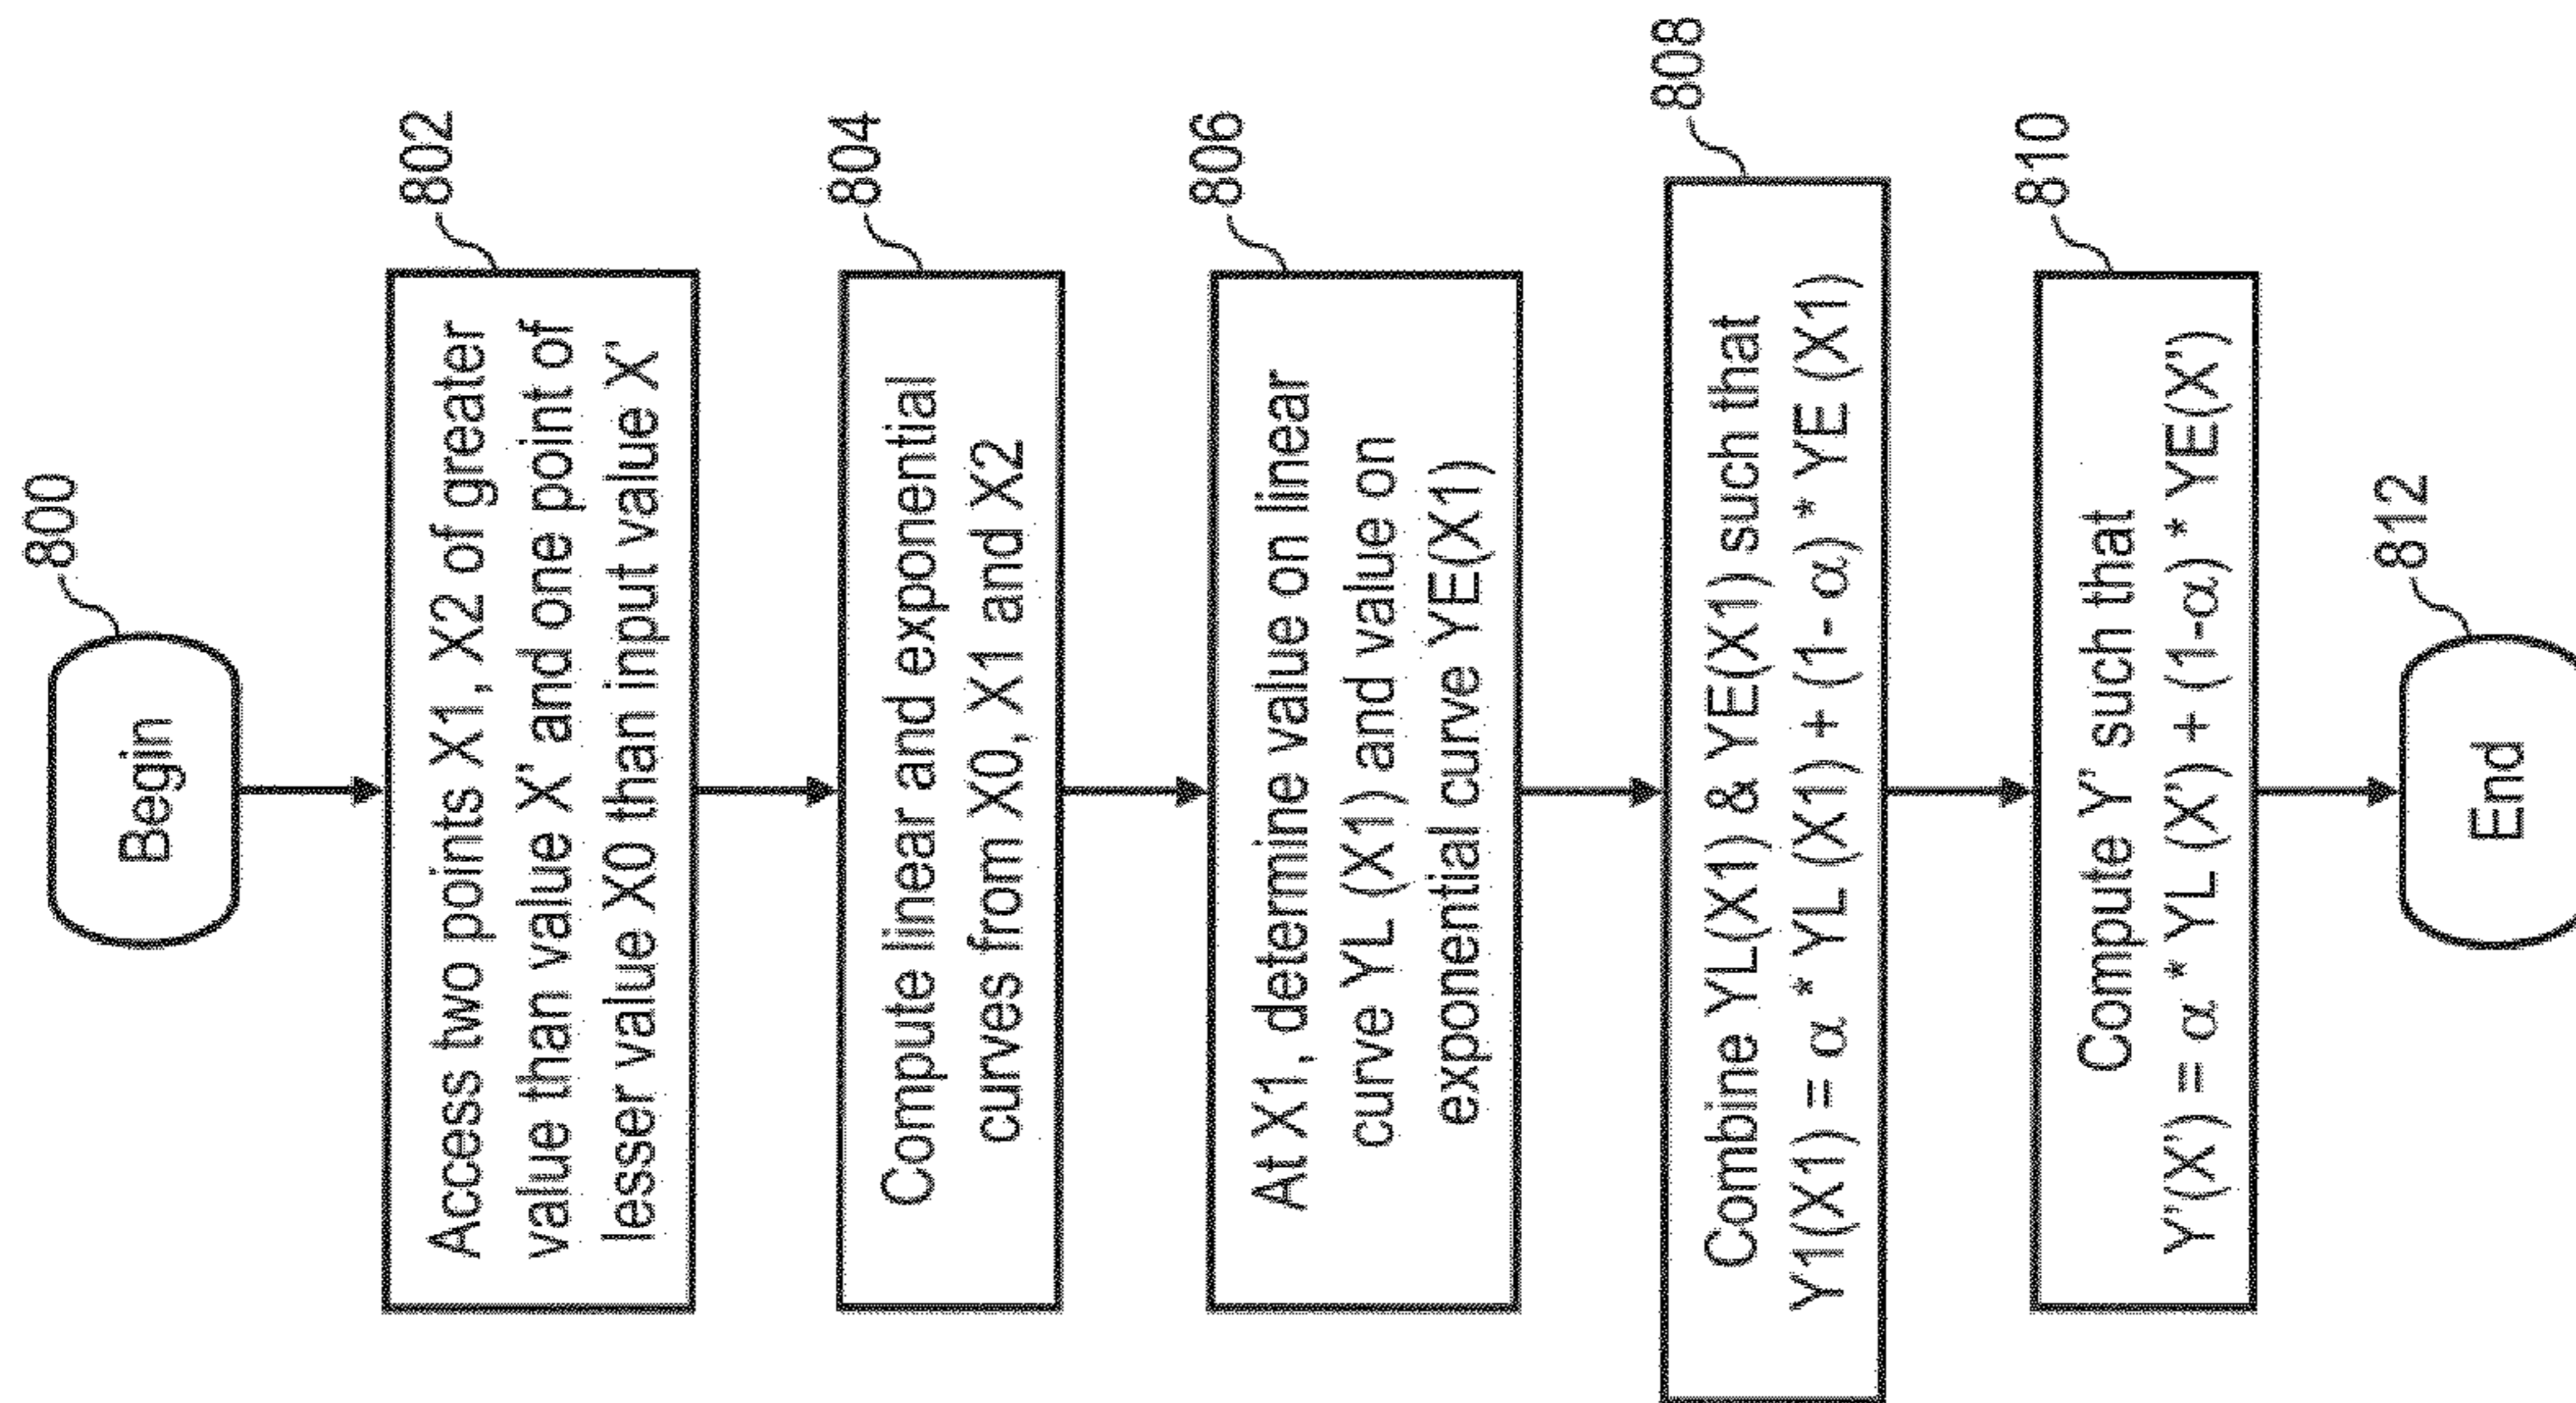 800
Begin
802
Access two points X1, X2 of greater
value than value X' and one point of
lesser value X0 than input value X'
804
Compute linear and exponential
curves from X0, X1 and X2
806
At X1, determine value on linear
curve YL (X1) and value on
exponential curve YE(X1)
808
Combine YL(X1) & YE(X1) such that
Y1(X1) = α * YL (X1) + (1- α) * YE (X1)
810
Compute Y' such that
Y'(X') = α * YL (X') + (1-α) * YE(X')
812
End